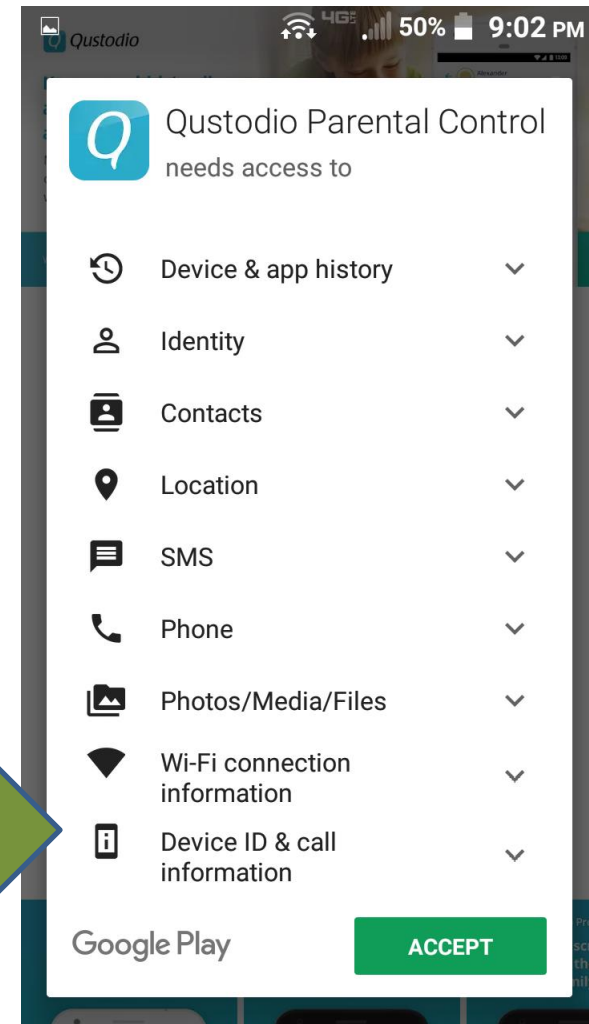 Qustodio
4G
50%
9:02 PM
Alexander
Q
Qustodio Parental Control
needs access to
Device & app history
Identity
Contacts
Location
SMS
Phone
Photos/Media/Files
Wi-Fi connection
information
Device ID & call
information
Google Play
ACCEPT